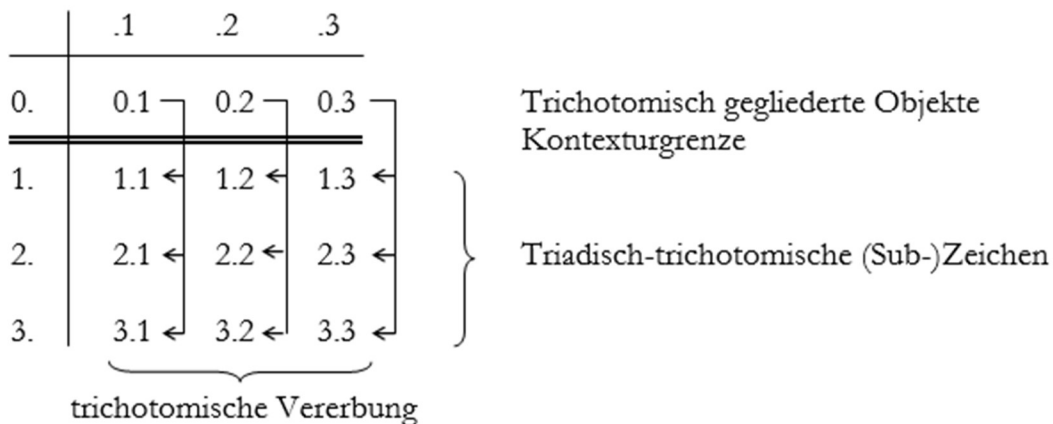 .1 .2 .3
0. 0.1 0.2 0.3 Trichotomisch gegliederte Objekte
Kontexturgrenze
1. 1.1 1.2 1.3
2. 2.1 2.2 2.3 Triadisch-trichotomische (Sub-)Zeichen
3. 3.1 3.2 3.3
trichotomische Vererbung